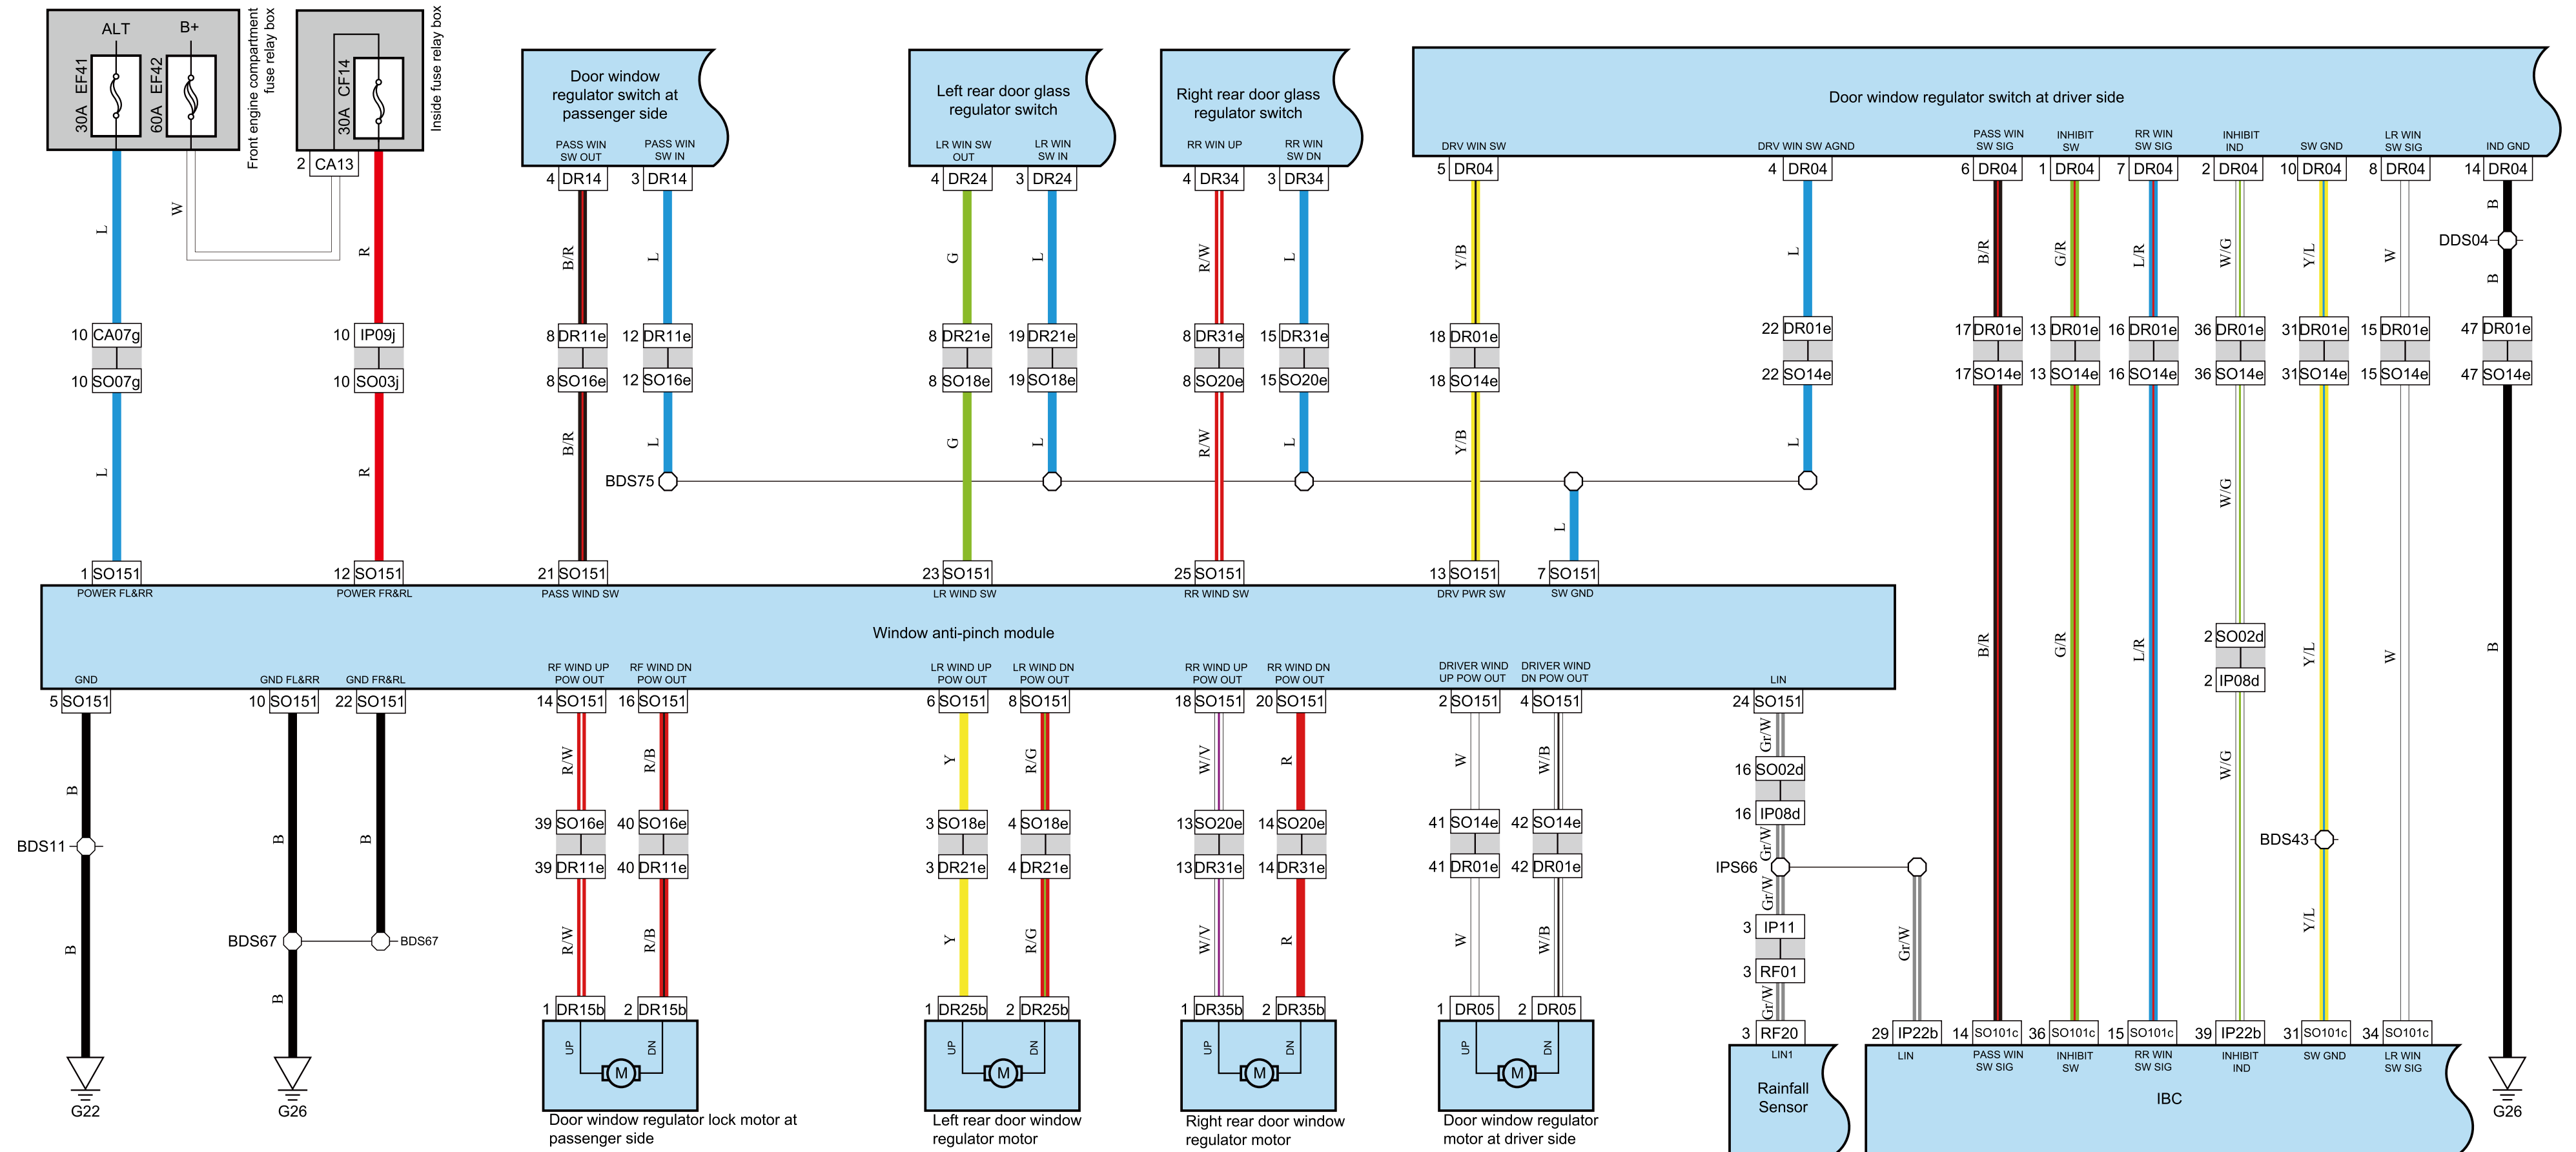 ALT
B+
30A EF41
60A EF42
Front engine compartment
fuse relay box
30A CF14
Inside fuse relay box
2 CA13
L
W
R
10 CA07g
10 SO07g
L
10 IP09j
10 SO03j
R
Door window
regulator switch at
passenger side
PASS WIN
SW OUT
PASS WIN
SW IN
4 DR14
3 DR14
B/R
L
8 DR11e
12 DR11e
8 SO16e
12 SO16e
B/R
L
BDS75
Left rear door glass
regulator switch
LR WIN SW
OUT
LR WIN
SW IN
4 DR24
3 DR24
G
L
8 DR21e
19 DR21e
8 SO18e
19 SO18e
G
L
Right rear door glass
regulator switch
RR WIN UP
RR WIN
SW DN
4 DR34
3 DR34
R/W
L
8 DR31e
15 DR31e
8 SO20e
15 SO20e
R/W
L
Door window regulator switch at driver side
DRV WIN SW
DRV WIN SW AGND
PASS WIN
SW SIG
INHIBIT
SW
RR WIN
SW SIG
INHIBIT
IND
SW GND
LR WIN
SW SIG
IND GND
5 DR04
4 DR04
6 DR04
1 DR04
7 DR04
2 DR04
10 DR04
8 DR04
14 DR04
Y/B
L
B/R
G/R
L/R
W/G
Y/L
W
B
DDS04
B
18 DR01e
22 DR01e
17 DR01e
13 DR01e
16 DR01e
36 DR01e
31 DR01e
15 DR01e
47 DR01e
18 SO14e
22 SO14e
17 SO14e
13 SO14e
16 SO14e
36 SO14e
31 SO14e
15 SO14e
47 SO14e
Y/B
L
L
W/G
1 SO151
12 SO151
21 SO151
23 SO151
25 SO151
13 SO151
7 SO151
POWER FL&RR
POWER FR&RL
PASS WIND SW
LR WIND SW
RR WIND SW
DRV PWR SW
SW GND
Window anti-pinch module
GND
GND FL&RR
GND FR&RL
RF WIND UP
POW OUT
RF WIND DN
POW OUT
LR WIND UP
POW OUT
LR WIND DN
POW OUT
RR WIND UP
POW OUT
RR WIND DN
POW OUT
DRIVER WIND
UP POW OUT
DRIVER WIND
DN POW OUT
LIN
5 SO151
10 SO151
22 SO151
14 SO151
16 SO151
6 SO151
8 SO151
18 SO151
20 SO151
2 SO151
4 SO151
24 SO151
B/R
G/R
L/R
2 SO02d
2 IP08d
Y/L
W
B
B
BDS11
B
G22
B
B
BDS67
BDS67
B
G26
R/W
R/B
39 SO16e
40 SO16e
39 DR11e
40 DR11e
R/W
R/B
1 DR15b
2 DR15b
UP
DN
M
Door window regulator lock motor at
passenger side
Y
R/G
3 SO18e
4 SO18e
3 DR21e
4 DR21e
Y
R/G
1 DR25b
2 DR25b
UP
DN
M
Left rear door window
regulator motor
W/V
R
13 SO20e
14 SO20e
13 DR31e
14 DR31e
W/V
R
1 DR35b
2 DR35b
UP
DN
M
Right rear door window
regulator motor
W
W/B
41 SO14e
42 SO14e
41 DR01e
42 DR01e
W
W/B
1 DR05
2 DR05
UP
DN
M
Door window regulator
motor at driver side
Gr/W
16 SO02d
16 IP08d
Gr/W
IPS66
Gr/W
3 IP11
3 RF01
Gr/W
3 RF20
LIN1
Rainfall
Sensor
Gr/W
W/G
BDS43
Y/L
29 IP22b
14 SO101c
36 SO101c
15 SO101c
39 IP22b
31 SO101c
34 SO101c
LIN
PASS WIN
SW SIG
INHIBIT
SW
RR WIN
SW SIG
INHIBIT
IND
SW GND
LR WIN
SW SIG
IBC
G26